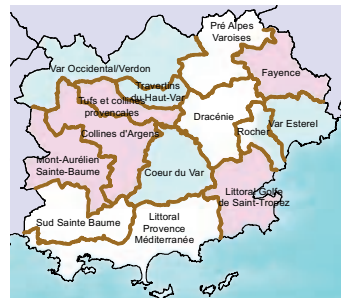 Pré Alpes
Varoises
Var Occidental/Verdon
Fayence
Travertins
du Haut-Var
Tufs et collines
provencales
Dracénie
Var Esterel
Rocher
Collines d'Argens
Mont-Aurélien
Sainte-Baume
Coeur du Var
Littoral Golfe
de Saint-Tropez
Sud Sainte Baume
Littoral
Provence
Méditerranée